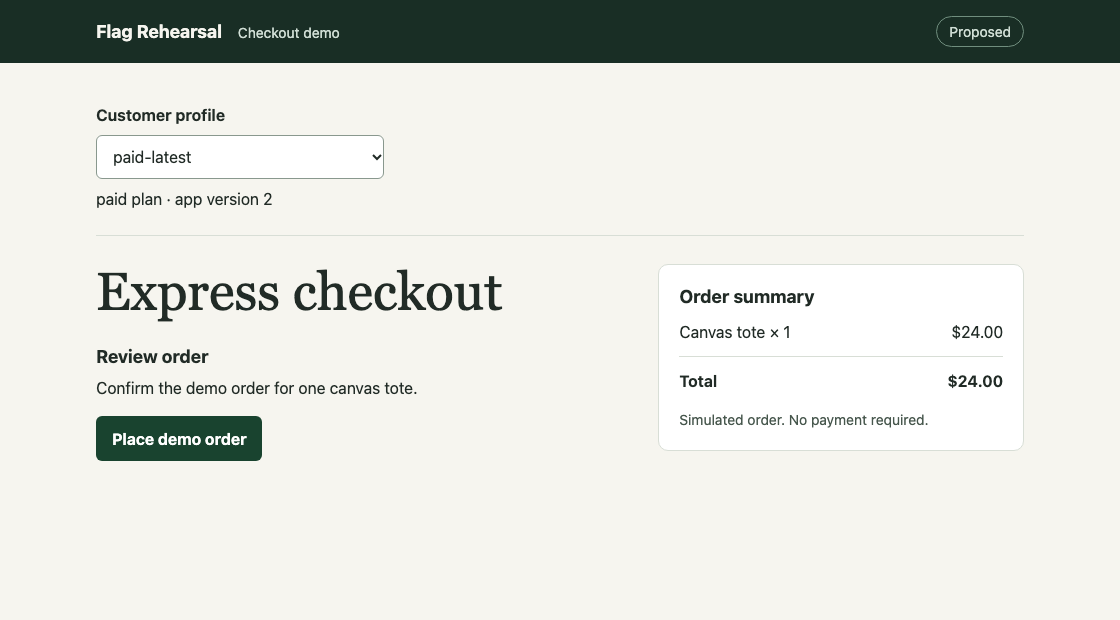 Flag Rehearsal Checkout demo Proposed
Customer profile
paid-latest
paid plan · app version 2
Express checkout
Review order
Confirm the demo order for one canvas tote.
Place demo order
Order summary
Canvas tote × 1 $24.00
Total $24.00
Simulated order. No payment required.